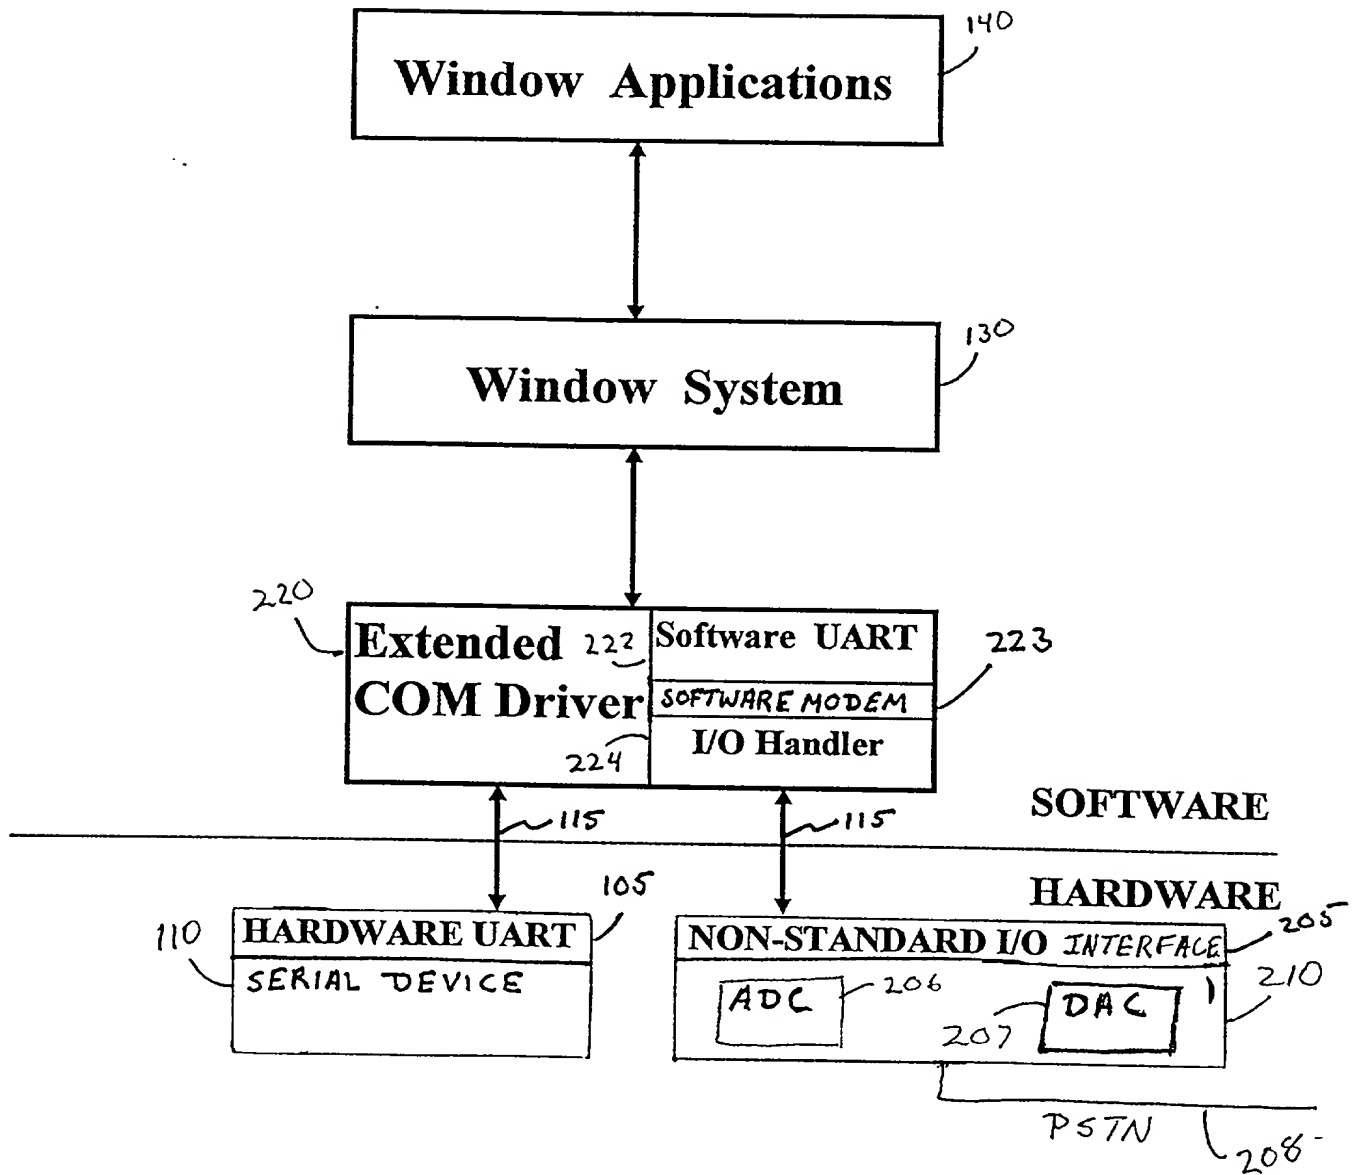 140
Window Applications
130
Window System
220
Extended
COM Driver
222
Software UART
SOFTWARE MODEM
223
224
I/O Handler
115
115
SOFTWARE
HARDWARE
110
HARDWARE UART
105
SERIAL DEVICE
NON-STANDARD I/O INTERFACE
205
ADC
206
207
DAC
210
PSTN
208